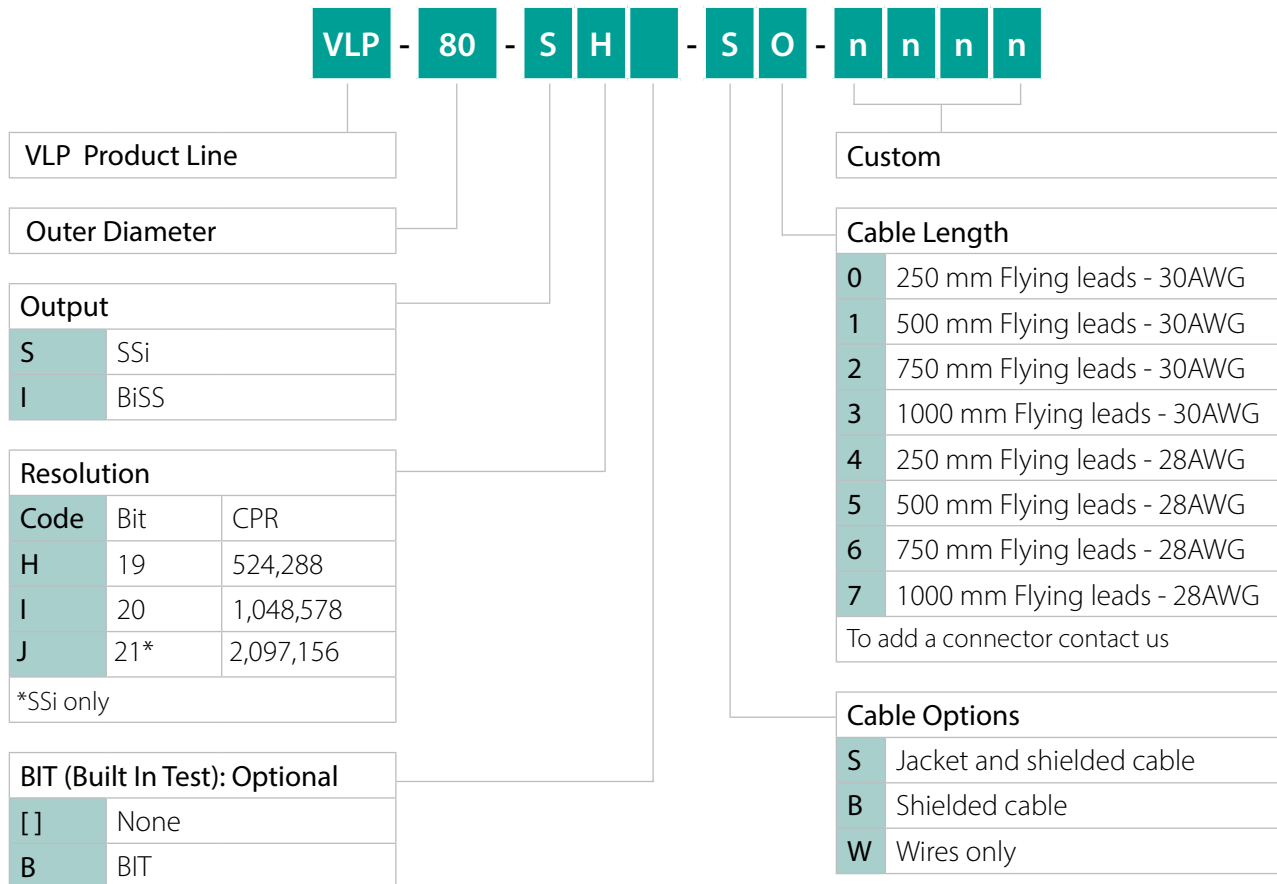 VLP - 80 - S H - S O - n n n n
VLP Product Line
Outer Diameter
Output
S SSi
I BiSS
Resolution
Code Bit CPR
H 19 524,288
I 20 1,048,578
J 21* 2,097,156
*SSi only
BIT (Built In Test): Optional
[ ] None
B BIT
Custom
Cable Length
0 250 mm Flying leads - 30AWG
1 500 mm Flying leads - 30AWG
2 750 mm Flying leads - 30AWG
3 1000 mm Flying leads - 30AWG
4 250 mm Flying leads - 28AWG
5 500 mm Flying leads - 28AWG
6 750 mm Flying leads - 28AWG
7 1000 mm Flying leads - 28AWG
To add a connector contact us
Cable Options
S Jacket and shielded cable
B Shielded cable
W Wires only